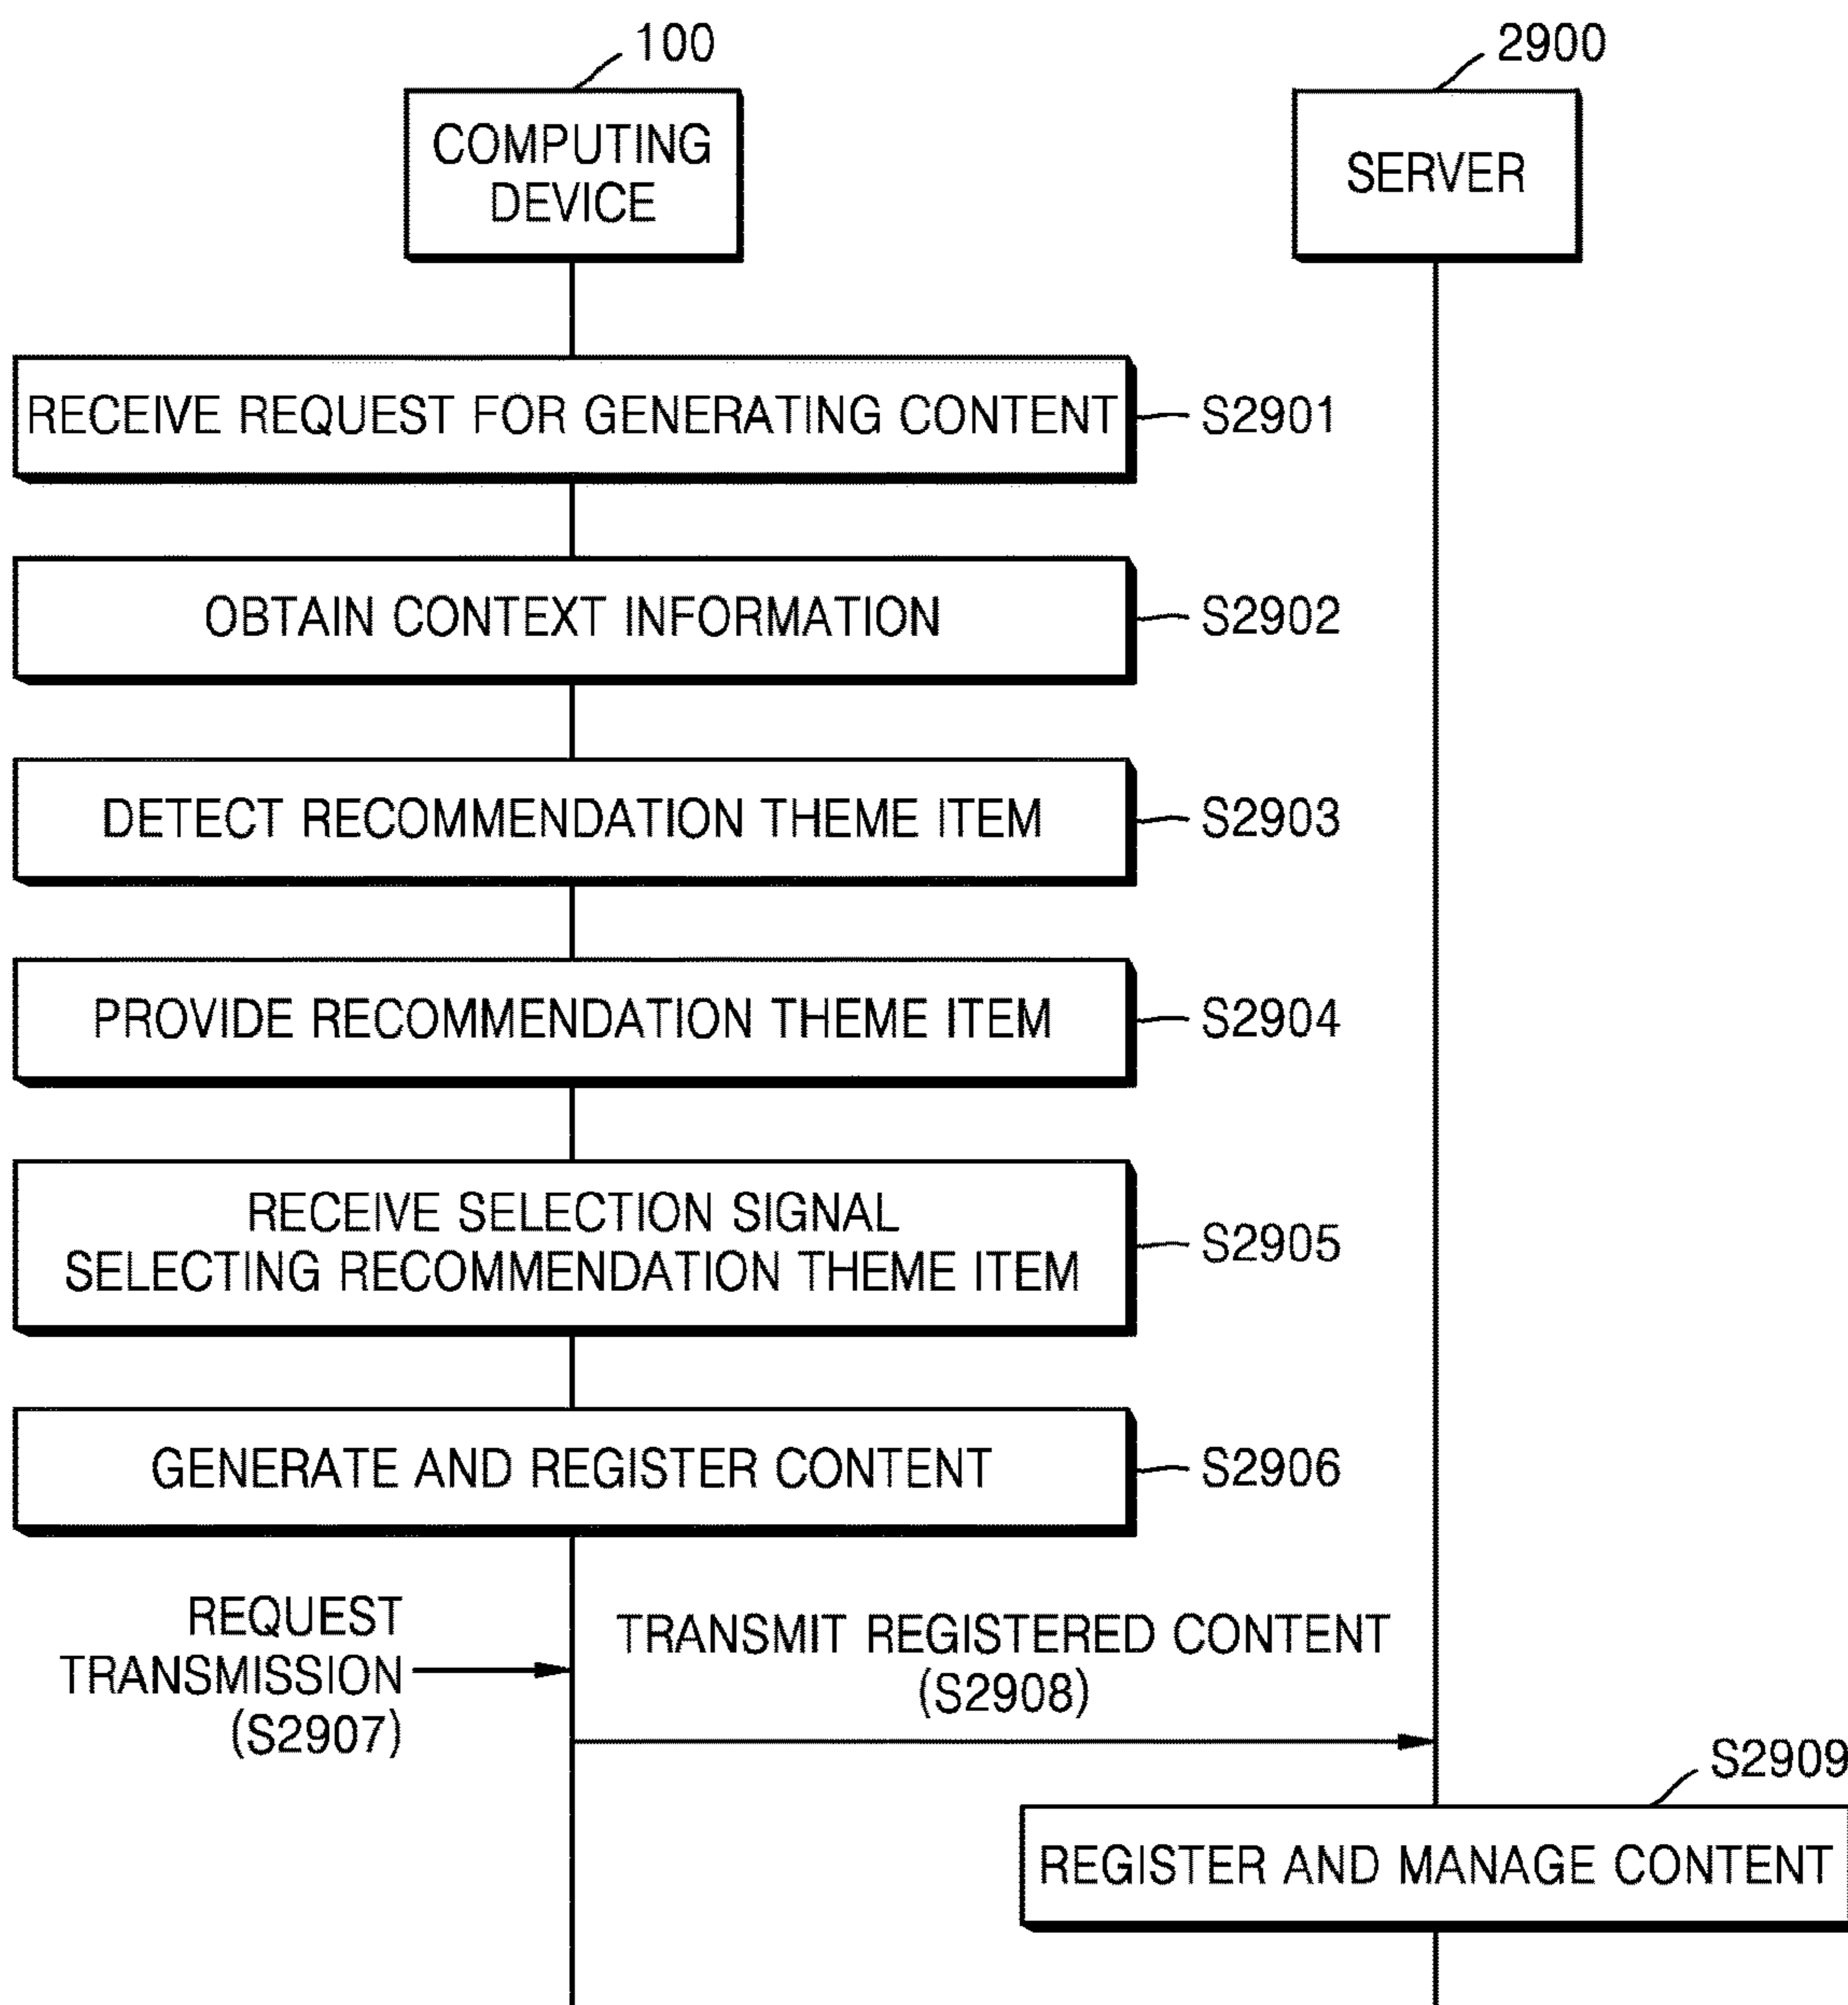 100
2900
COMPUTING
DEVICE
SERVER
RECEIVE REQUEST FOR GENERATING CONTENT
S2901
OBTAIN CONTEXT INFORMATION
S2902
DETECT RECOMMENDATION THEME ITEM
S2903
PROVIDE RECOMMENDATION THEME ITEM
S2904
RECEIVE SELECTION SIGNAL
SELECTING RECOMMENDATION THEME ITEM
S2905
GENERATE AND REGISTER CONTENT
S2906
REQUEST
TRANSMISSION
(S2907)
TRANSMIT REGISTERED CONTENT
(S2908)
S2909
REGISTER AND MANAGE CONTENT